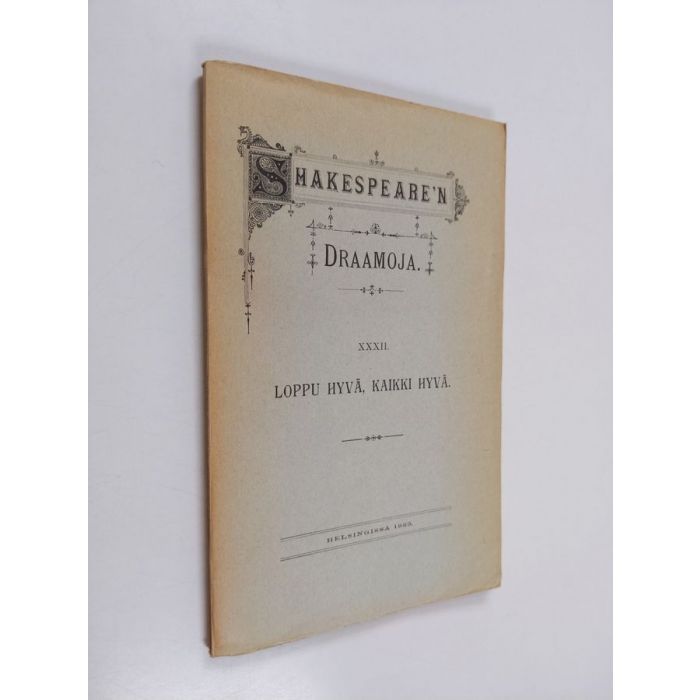 SHAKESPEARE'N
DRAAMOJA.
XXXII.
LOPPU HYVÄ, KAIKKI HYVÄ.
HELSINGISSÄ